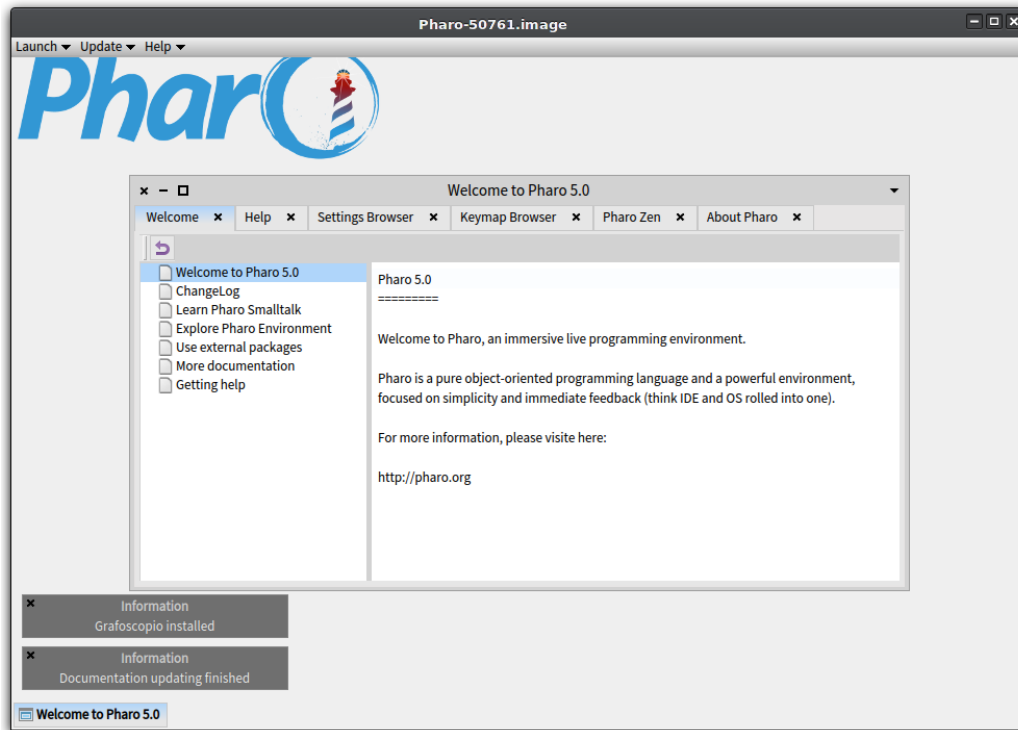 Pharo-50761.image
Launch Update Help
Pharo
Welcome to Pharo 5.0
Welcome Help Settings Browser Keymap Browser Pharo Zen About Pharo
Welcome to Pharo 5.0
ChangeLog
Learn Pharo Smalltalk
Explore Pharo Environment
Use external packages
More documentation
Getting help
Pharo 5.0
=========
Welcome to Pharo, an immersive live programming environment.
Pharo is a pure object-oriented programming language and a powerful environment,
focused on simplicity and immediate feedback (think IDE and OS rolled into one).
For more information, please visite here:
http://pharo.org
Information
Grafoscopio installed
Information
Documentation updating finished
Welcome to Pharo 5.0